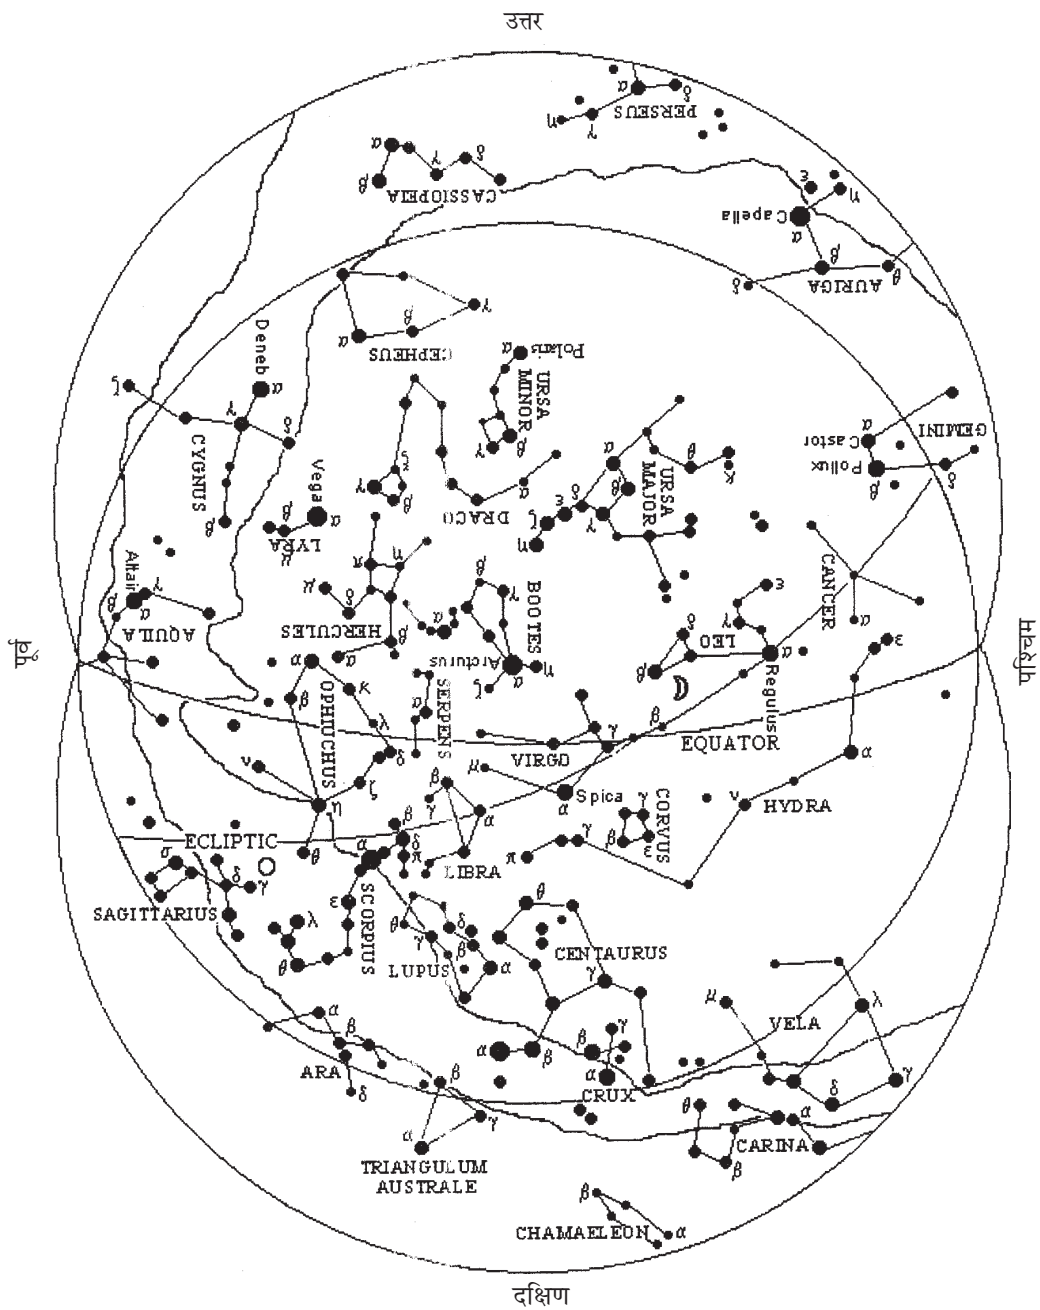 उत्तर
PERSEUS
α
δ
γ
η
CASSIOPEIA
α
β
γ
δ
Capella
α
ε
η
β
θ
δ
AURIGA
CEPHEUS
α
β
γ
Polaris
α
URSA
MINOR
β
γ
Deneb
α
γ
δ
ζ
β
CYGNUS
Castor
α
Pollux
β
δ
GEMINI
URSA
MAJOR
α
β
γ
δ
ε
ζ
η
θ
κ
DRACO
α
β
γ
ξ
Vega
α
β
LYRA
μ
HERCULES
π
η
μ
δ
β
α
BOOTES
β
γ
Arcturus
α
η
ζ
CANCER
α
LEO
ε
γ
δ
β
α
Regulus
Altair
α
β
γ
AQUILA
पूर्व
पश्चिम
OPHIUCHUS
α
β
κ
λ
δ
ζ
ν
η
θ
SERPENS
α
α
VIRGO
β
γ
μ
α
Spica
EQUATOR
HYDRA
ε
α
ν
γ
π
CORVUS
γ
β
ε
LIBRA
β
γ
α
ECLIPTIC
SAGITTARIUS
σ
δ
γ
SCORPIUS
α
β
δ
π
ε
λ
θ
LUPUS
θ
γ
δ
β
α
CENTAURUS
θ
γ
α
β
CRUX
γ
β
α
VELA
μ
λ
γ
δ
ARA
α
β
δ
TRIANGULUM
AUSTRALE
β
γ
α
CARINA
θ
α
β
CHAMAELEON
β
α
दक्षिण